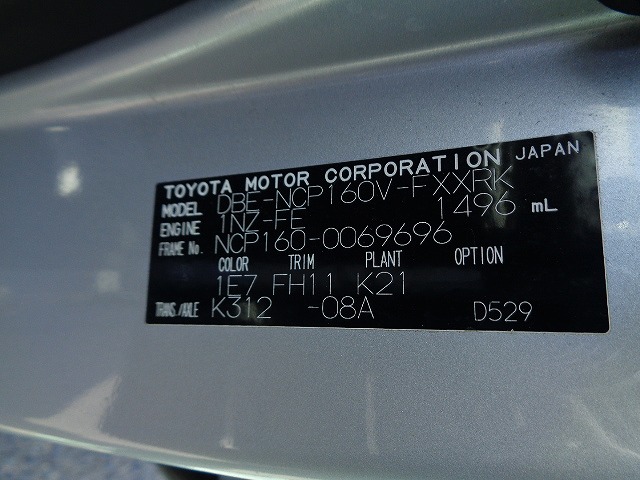 TOYOTA MOTOR CORPORATION JAPAN
MODEL DBE-NCP160V-FXXRK
ENGINE 1NZ-FE 1496 mL
FRAME No. NCP160-0069696
COLOR TRIM PLANT OPTION
1E7 FH11 K21
TRANS./AXLE K312 -08A D529